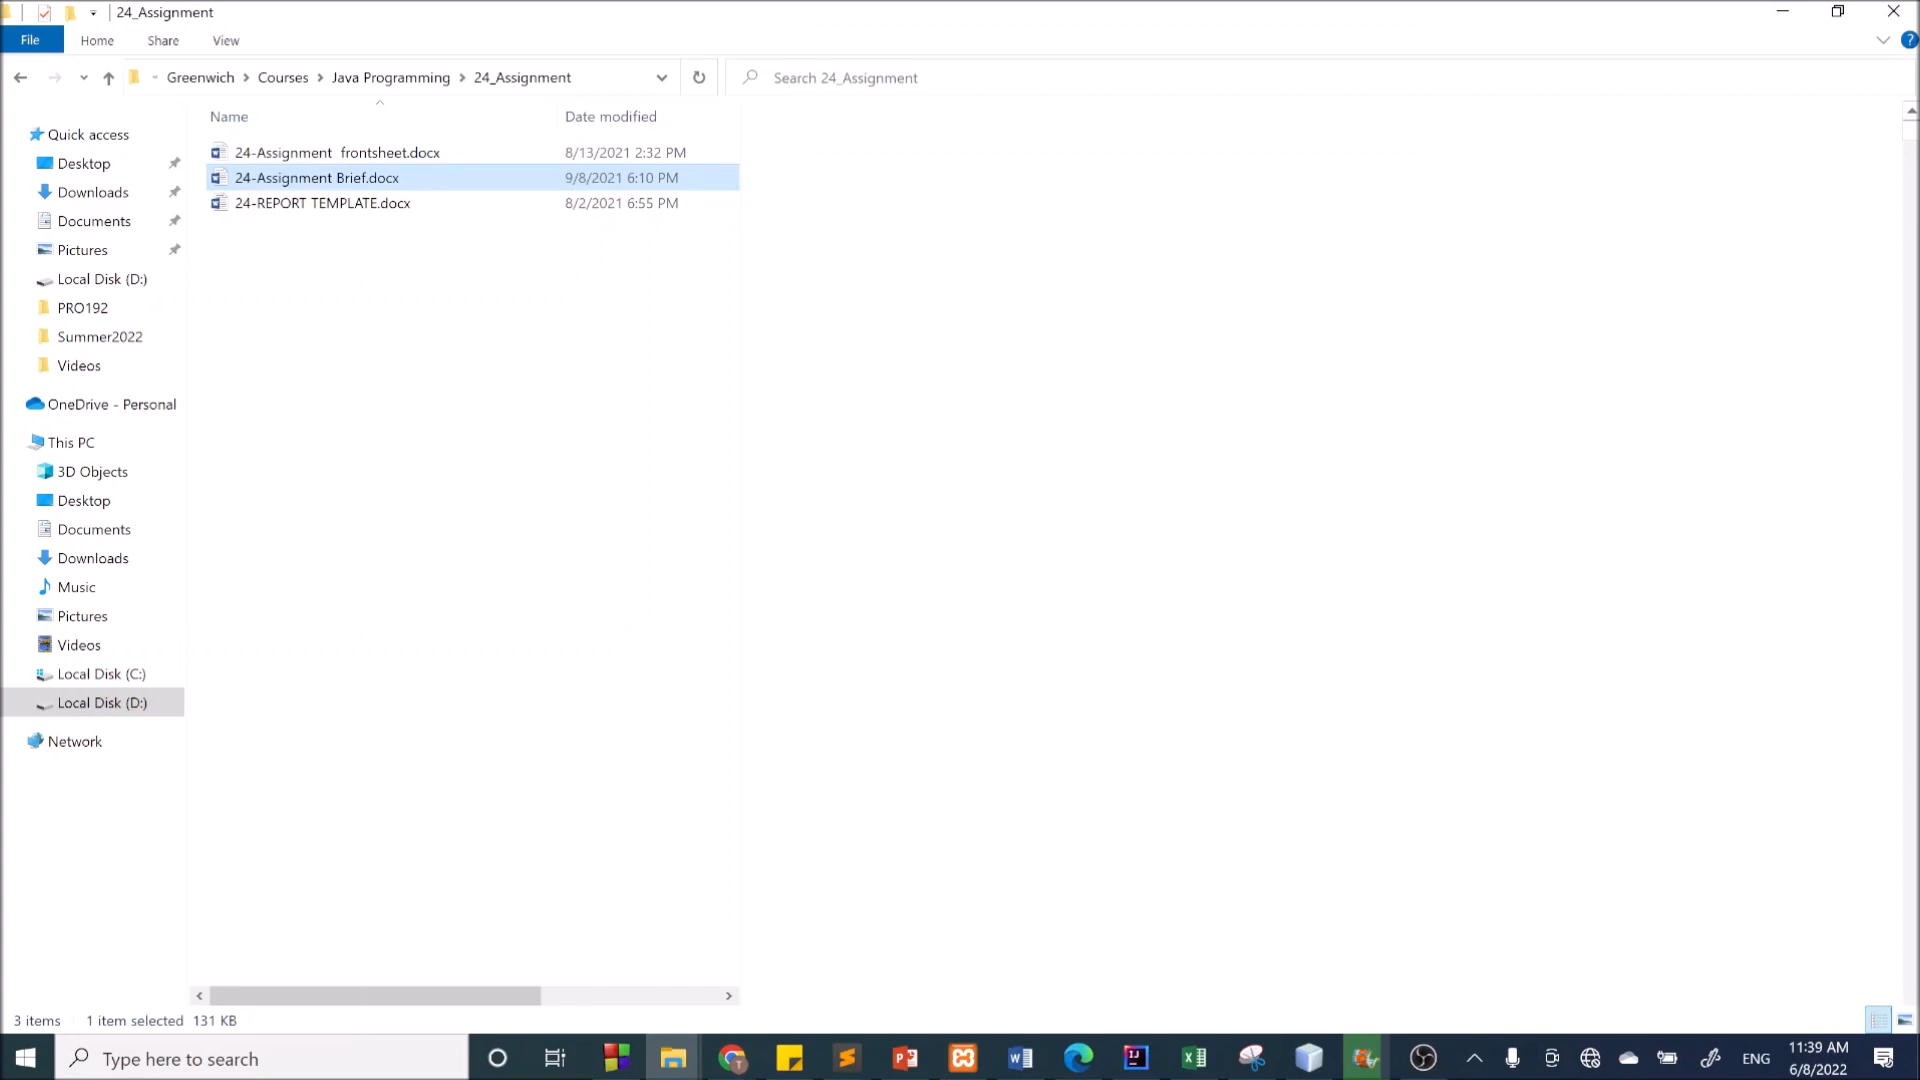 24_Assignment
File Home Share View
Greenwich Courses Java Programming 24_Assignment Search 24_Assignment
Name Date modified
Quick access
Desktop
Downloads
Documents
Pictures
Local Disk (D:)
PRO192
Summer2022
Videos
OneDrive - Personal
This PC
3D Objects
Desktop
Documents
Downloads
Music
Pictures
Videos
Local Disk (C:)
Local Disk (D:)
Network
24-Assignment frontsheet.docx 8/13/2021 2:32 PM
24-Assignment Brief.docx 9/8/2021 6:10 PM
24-REPORT TEMPLATE.docx 8/2/2021 6:55 PM
3 items 1 item selected 131 KB
Type here to search
ENG
11:39 AM
6/8/2022